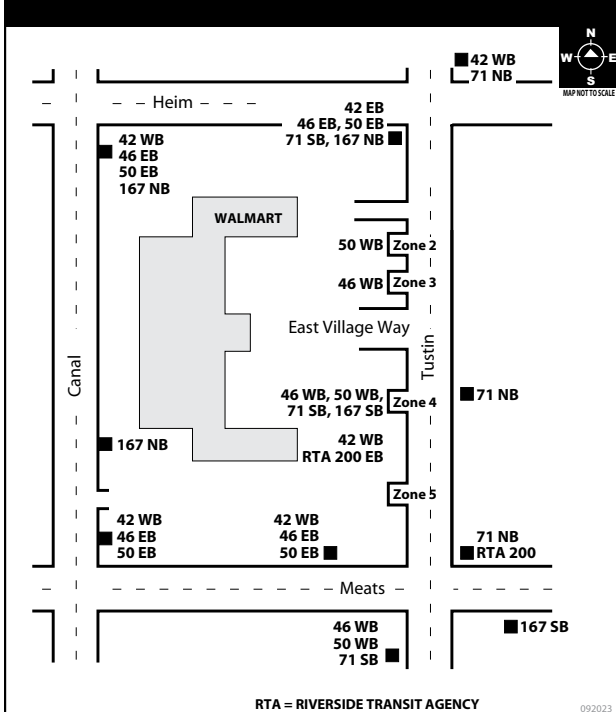 N
W E
S
MAP NOT TO SCALE
42 WB
71 NB
Heim
42 EB
46 EB, 50 EB
71 SB, 167 NB
42 WB
46 EB
50 EB
167 NB
WALMART
50 WB Zone 2
46 WB Zone 3
East Village Way
Canal
Tustin
46 WB, 50 WB,
71 SB, 167 SB
Zone 4
71 NB
42 WB
RTA 200 EB
167 NB
Zone 5
42 WB
46 EB
50 EB
42 WB
46 EB
50 EB
71 NB
RTA 200
Meats
46 WB
50 WB
71 SB
167 SB
RTA = RIVERSIDE TRANSIT AGENCY
092023